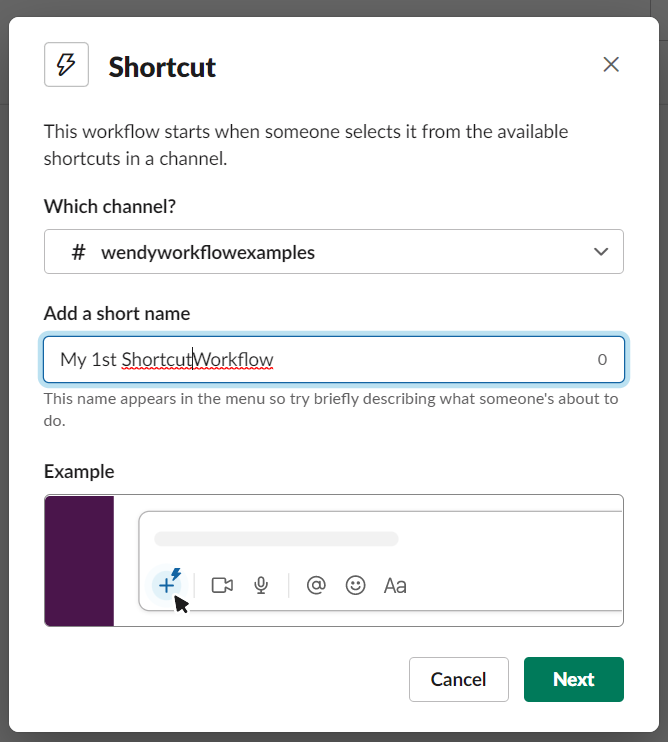 Shortcut
This workflow starts when someone selects it from the available
shortcuts in a channel.
Which channel?
# wendyworkflowexamples
Add a short name
My 1st ShortcutWorkflow 0
This name appears in the menu so try briefly describing what someone's about to
do.
Example
@ Aa
Cancel Next